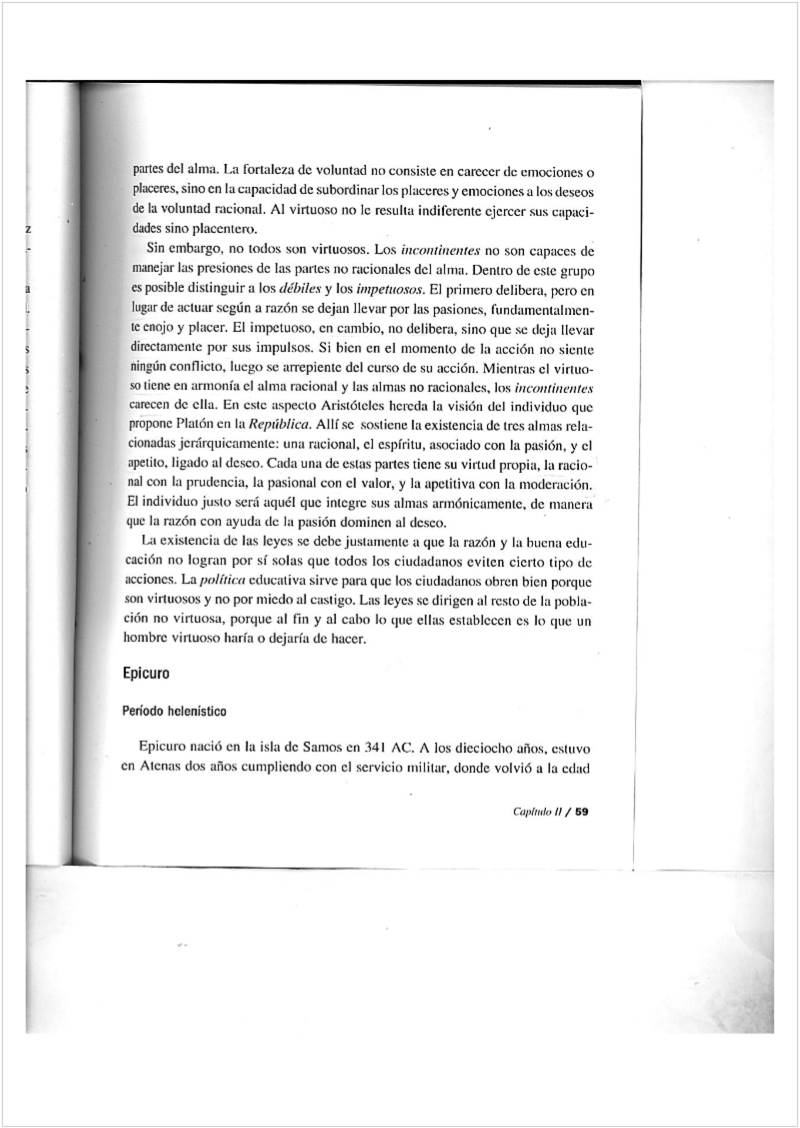 partes del alma. La fortaleza de voluntad no consiste en carecer de emociones o
placeres, sino en la capacidad de subordinar los placeres y emociones a los deseos
de la voluntad racional. Al virtuoso no le resulta indiferente ejercer sus capaci-
dades sino placentero.
Sin embargo, no todos son virtuosos. Los incontinentes no son capaces de
manejar las presiones de las partes no racionales del alma. Dentro de este grupo
es posible distinguir a los débiles y los impetuosos. El primero delibera, pero en
lugar de actuar según a razón se dejan llevar por las pasiones, fundamentalmen-
te enojo y placer. El impetuoso, en cambio, no delibera, sino que se deja llevar
directamente por sus impulsos. Si bien en el momento de la acción no siente
ningún conflicto, luego se arrepiente del curso de su acción. Mientras el virtuo-
so tiene en armonía el alma racional y las almas no racionales, los incontinentes
carecen de ella. En este aspecto Aristóteles hereda la visión del individuo que
propone Platón en la República. Allí se sostiene la existencia de tres almas rela-
cionadas jerárquicamente: una racional, el espíritu, asociado con la pasión, y el
apetito, ligado al deseo. Cada una de estas partes tiene su virtud propia, la racio-
nal con la prudencia, la pasional con el valor, y la apetitiva con la moderación.
El individuo justo será aquél que integre sus almas armónicamente, de manera
que la razón con ayuda de la pasión dominen al deseo.
La existencia de las leyes se debe justamente a que la razón y la buena edu-
cación no logran por sí solas que todos los ciudadanos eviten cierto tipo de
acciones. La política educativa sirve para que los ciudadanos obren bien porque
son virtuosos y no por miedo al castigo. Las leyes se dirigen al resto de la pobla-
ción no virtuosa, porque al fin y al cabo lo que ellas establecen es lo que un
hombre virtuoso haría o dejaría de hacer.
Epicuro
Período helenístico
Epicuro nació en la isla de Samos en 341 AC. A los dieciocho años, estuvo
en Atenas dos años cumpliendo con el servicio militar, donde volvió a la edad
Capítulo II / 59